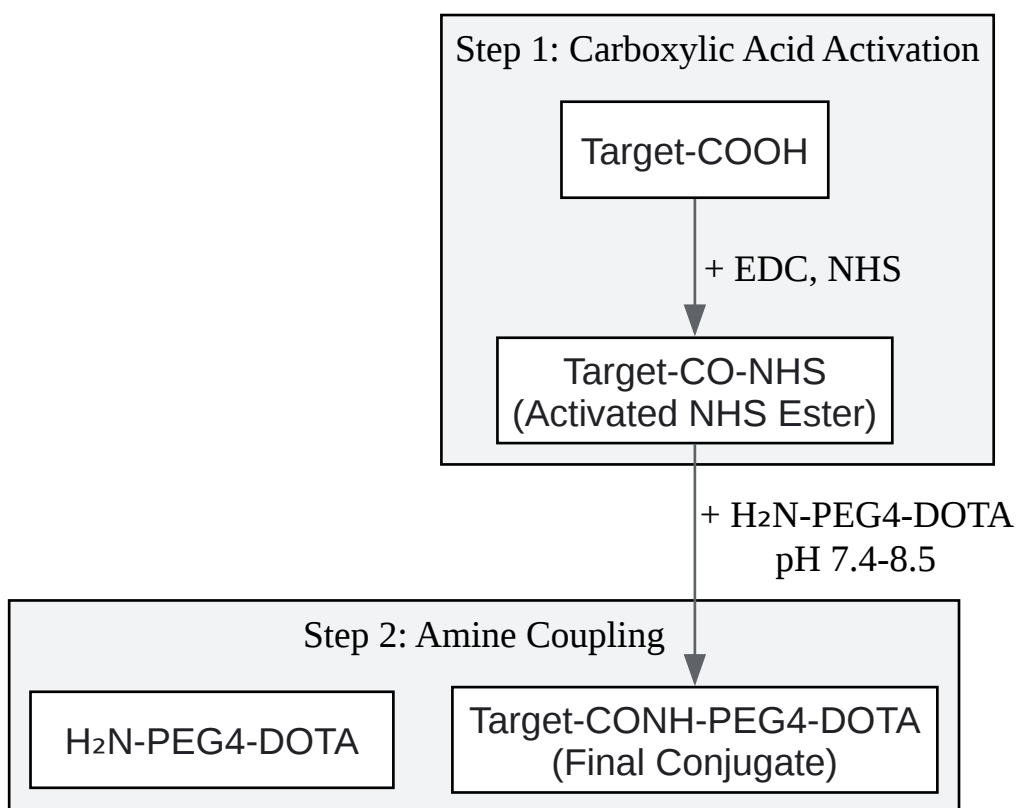 Step 1: Carboxylic Acid Activation
Target-COOH
+ EDC, NHS
Target-CO-NHS
(Activated NHS Ester)
+ H₂N-PEG4-DOTA
pH 7.4-8.5
Step 2: Amine Coupling
H₂N-PEG4-DOTA
Target-CONH-PEG4-DOTA
(Final Conjugate)